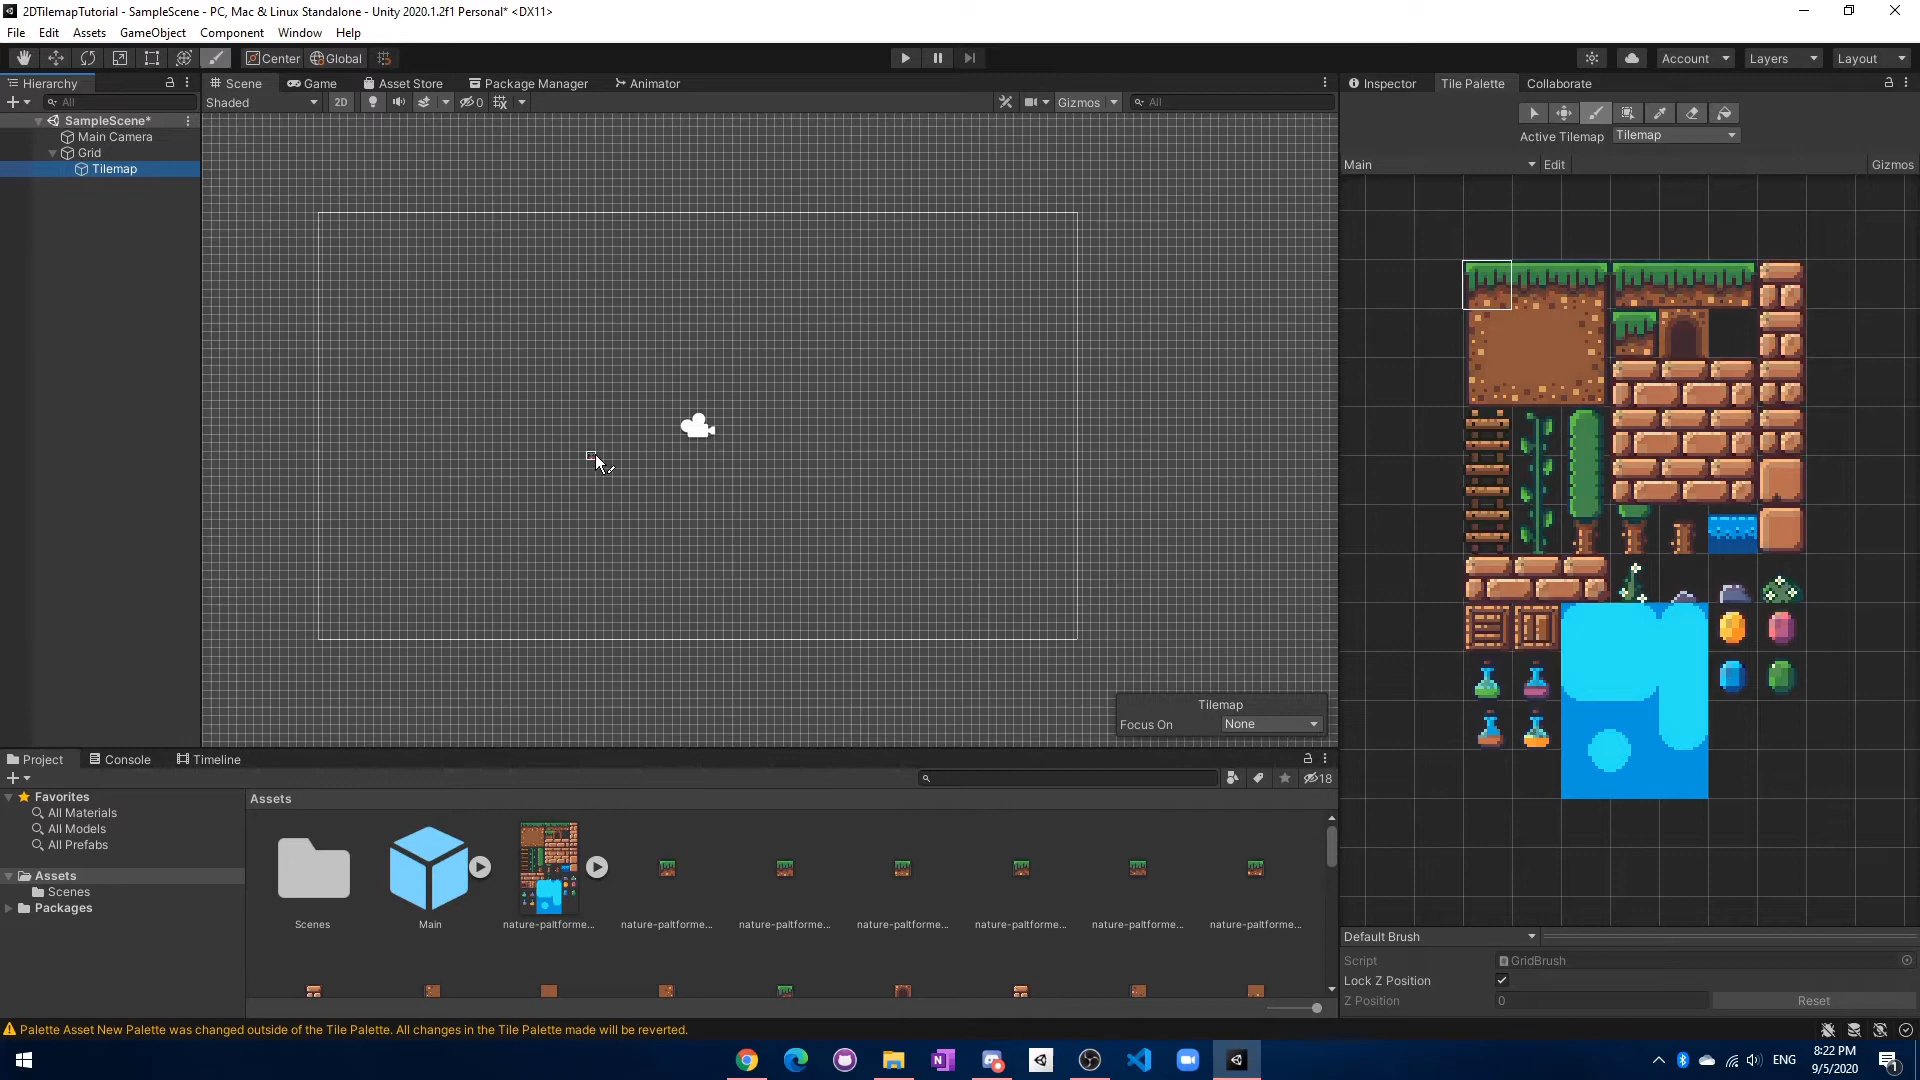 2DTilemapTutorial - SampleScene - PC, Mac & Linux Standalone - Unity 2020.1.2f1 Personal* <DX11>
File Edit Assets GameObject Component Window Help
Center Global Account Layers Layout
Hierarchy Scene Game Asset Store Package Manager Animator Inspector Tile Palette Collaborate
All Shaded 2D 0 Gizmos All
SampleScene*
Main Camera
Grid
Tilemap
Active Tilemap Tilemap
Main Edit Gizmos
Tilemap
Focus On None
Project Console Timeline
18
Favorites
All Materials
All Models
All Prefabs
Assets
Scenes
Packages
Assets
Scenes Main nature-paltforme... nature-paltforme... nature-paltforme... nature-paltforme... nature-paltforme... nature-paltforme... nature-paltforme...
Default Brush
Script GridBrush
Lock Z Position
Z Position 0 Reset
Palette Asset New Palette was changed outside of the Tile Palette. All changes in the Tile Palette made will be reverted.
ENG
8:22 PM
9/5/2020
1